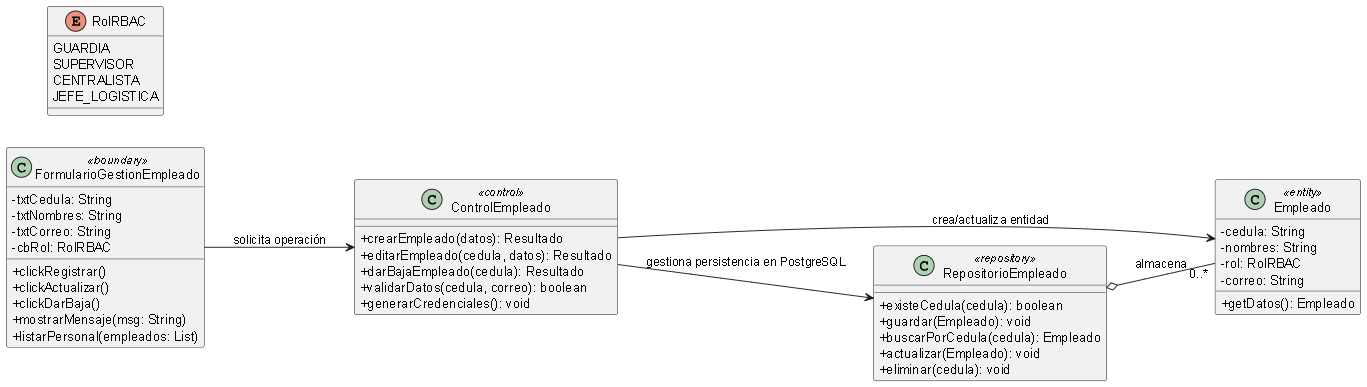 E RolRBAC
GUARDIA
SUPERVISOR
CENTRALISTA
JEFE_LOGISTICA
C «boundary»
FormularioGestionEmpleado
-txtCedula: String
-txtNombres: String
-txtCorreo: String
-cbRol: RolRBAC
+clickRegistrar()
+clickActualizar()
+clickDarBaja()
+mostrarMensaje(msg: String)
+listarPersonal(empleados: List)
solicita operación
C «control»
ControlEmpleado
+crearEmpleado(datos): Resultado
+editarEmpleado(cedula, datos): Resultado
+darBajaEmpleado(cedula): Resultado
+validarDatos(cedula, correo): boolean
+generarCredenciales(): void
crea/actualiza entidad
gestiona persistencia en PostgreSQL
C «repository»
RepositorioEmpleado
+existeCedula(cedula): boolean
+guardar(Empleado): void
+buscarPorCedula(cedula): Empleado
+actualizar(Empleado): void
+eliminar(cedula): void
almacena
0..*
C «entity»
Empleado
-cedula: String
-nombres: String
-rol: RolRBAC
-correo: String
+getDatos(): Empleado